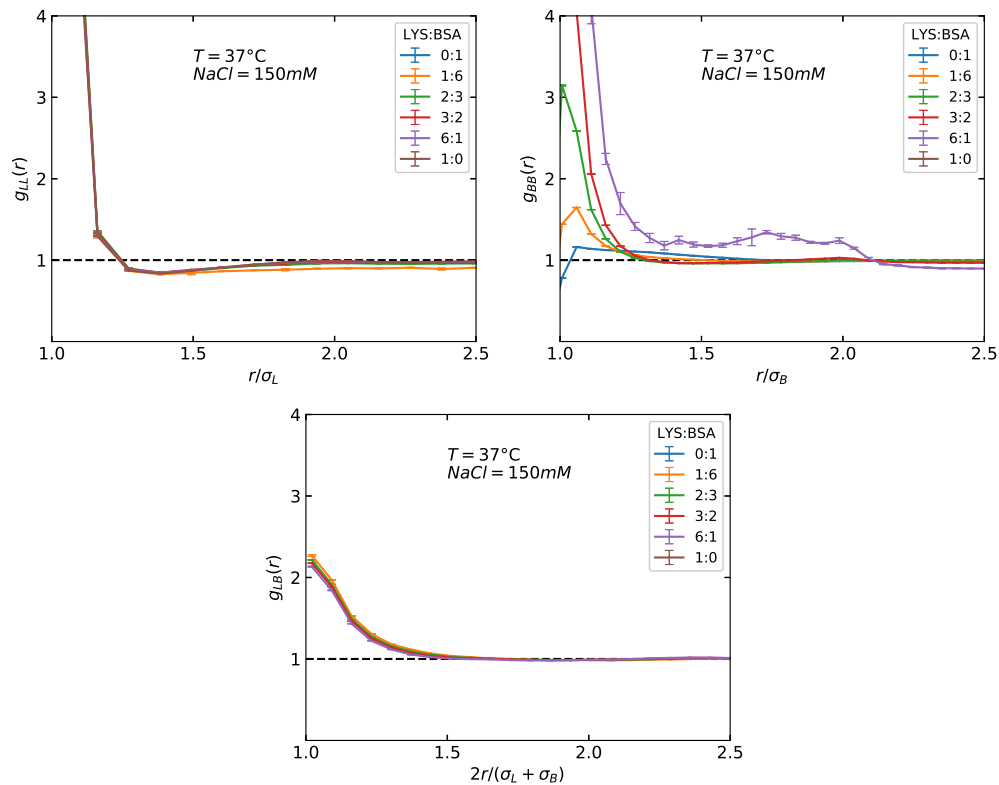 4
3
2
1
g_LL(r)
T = 37°C
NaCl = 150mM
LYS:BSA
0:1
1:6
2:3
3:2
6:1
1:0
1.0 1.5 2.0 2.5
r/σ_L
4
3
2
1
g_BB(r)
T = 37°C
NaCl = 150mM
LYS:BSA
0:1
1:6
2:3
3:2
6:1
1:0
1.0 1.5 2.0 2.5
r/σ_B
4
3
2
1
g_LB(r)
T = 37°C
NaCl = 150mM
LYS:BSA
0:1
1:6
2:3
3:2
6:1
1:0
1.0 1.5 2.0 2.5
2r/(σ_L + σ_B)